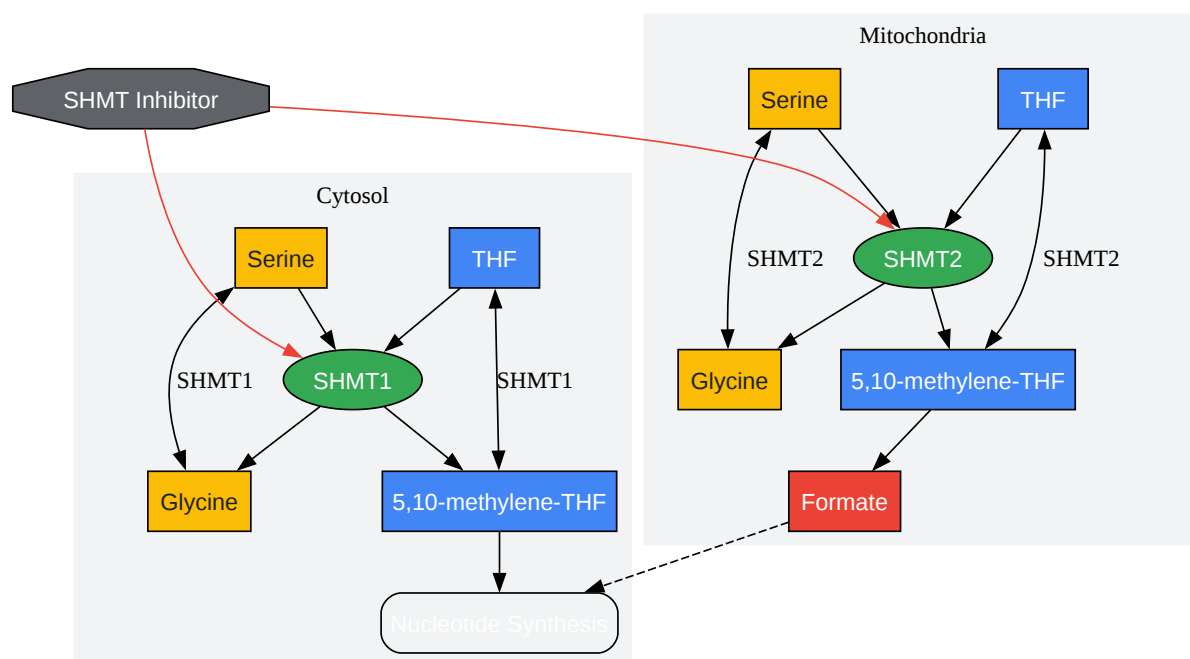 Mitochondria
SHMT Inhibitor
Serine
THF
Cytosol
Serine
THF
SHMT2
SHMT2
SHMT2
SHMT1
SHMT1
SHMT1
Glycine
5,10-methylene-THF
Glycine
5,10-methylene-THF
Formate
Nucleotide Synthesis